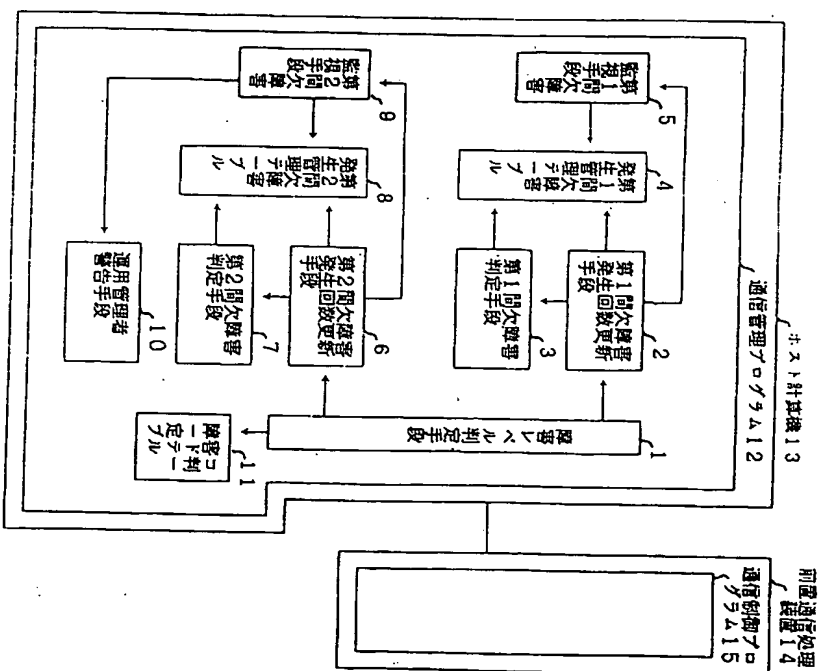 前置通信処理
装置14
通信制御プロ
グラム15
ホスト計算機13
通信管理プログラム12
1
障害レベル判定手段
11
障害コード
判定テーブル
2
第1間欠障害
発生回数更新
手段
3
第1間欠障害
判定手段
4
第1間欠障害
発生管理テーブル
5
第1間欠障害
監視手段
6
第2間欠障害
発生回数更新
手段
7
第2間欠障害
判定手段
8
第2間欠障害
発生管理テーブル
9
第2間欠障害
監視手段
10
運用管理者
警告手段